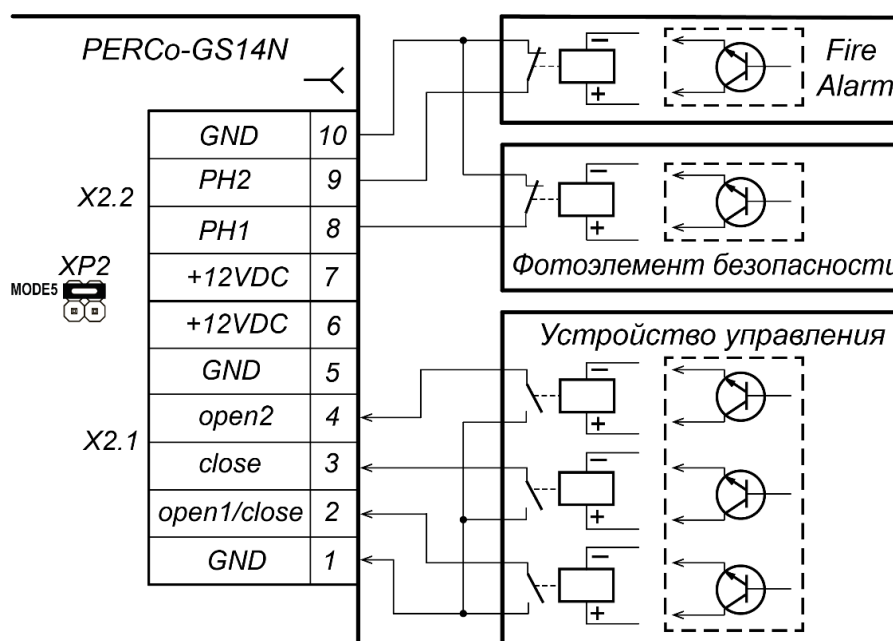 PERCo-GS14N
Fire
Alarm
GND 10
PH2 9
X2.2
PH1 8
XP2
MODE5
+12VDC 7
Фотоэлемент безопасности
+12VDC 6
Устройство управления
GND 5
open2 4
X2.1
close 3
open1/close 2
GND 1
− +
− +
− +
− +
− +